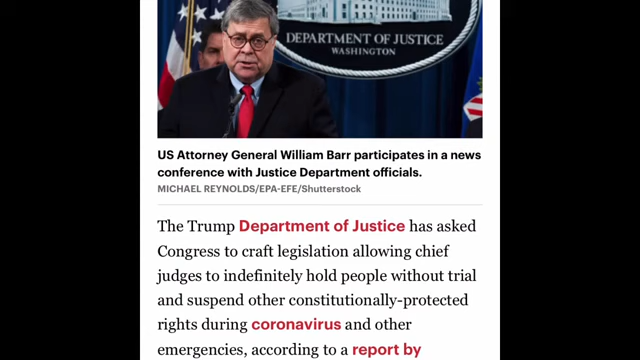 DEPARTMENT OF JUSTICE
WASHINGTON
US Attorney General William Barr participates in a news
conference with Justice Department officials.
MICHAEL REYNOLDS/EPA-EFE/Shutterstock
The Trump Department of Justice has asked
Congress to craft legislation allowing chief
judges to indefinitely hold people without trial
and suspend other constitutionally-protected
rights during coronavirus and other
emergencies, according to a report by